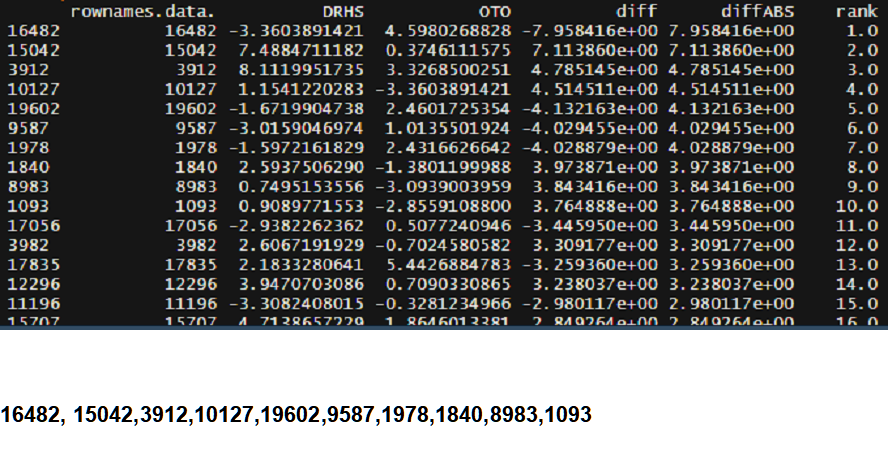 rownames.data. DRHS OTO diff diffABS rank
16482 16482 -3.3603891421 4.5980268828 -7.958416e+00 7.958416e+00 1.0
15042 15042 7.4884711182 0.3746111575 7.113860e+00 7.113860e+00 2.0
3912 3912 8.1119951735 3.3268500251 4.785145e+00 4.785145e+00 3.0
10127 10127 1.1541220283 -3.3603891421 4.514511e+00 4.514511e+00 4.0
19602 19602 -1.6719904738 2.4601725354 -4.132163e+00 4.132163e+00 5.0
9587 9587 -3.0159046974 1.0135501924 -4.029455e+00 4.029455e+00 6.0
1978 1978 -1.5972161829 2.4316626642 -4.028879e+00 4.028879e+00 7.0
1840 1840 2.5937506290 -1.3801199988 3.973871e+00 3.973871e+00 8.0
8983 8983 0.7495153556 -3.0939003959 3.843416e+00 3.843416e+00 9.0
1093 1093 0.9089771553 -2.8559108800 3.764888e+00 3.764888e+00 10.0
17056 17056 -2.9382262362 0.5077240946 -3.445950e+00 3.445950e+00 11.0
3982 3982 2.6067191929 -0.7024580582 3.309177e+00 3.309177e+00 12.0
17835 17835 2.1833280641 5.4426884783 -3.259360e+00 3.259360e+00 13.0
12296 12296 3.9470703086 0.7090330865 3.238037e+00 3.238037e+00 14.0
11196 11196 -3.3082408015 -0.3281234966 -2.980117e+00 2.980117e+00 15.0
15707 15707 4.7138657229 1.8646013381 2.849264e+00 2.849264e+00 16.0
16482, 15042,3912,10127,19602,9587,1978,1840,8983,1093